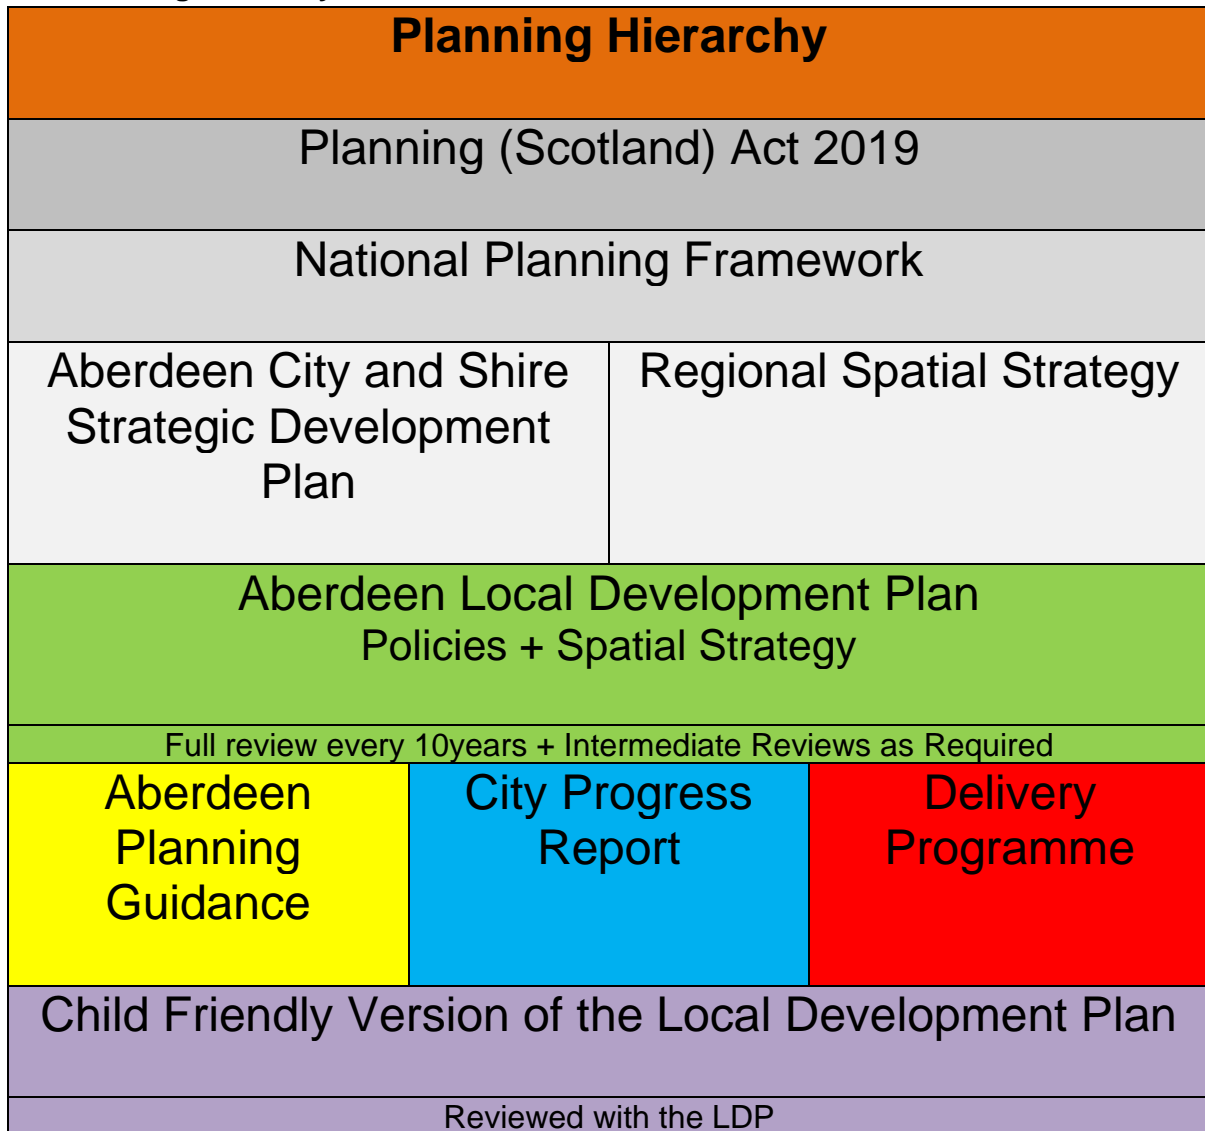 Planning Hierarchy
Planning (Scotland) Act 2019
National Planning Framework
Aberdeen City and Shire
Strategic Development
Plan
Regional Spatial Strategy
Aberdeen Local Development Plan
Policies + Spatial Strategy
Full review every 10years + Intermediate Reviews as Required
Aberdeen
Planning
Guidance
City Progress
Report
Delivery
Programme
Child Friendly Version of the Local Development Plan
Reviewed with the LDP